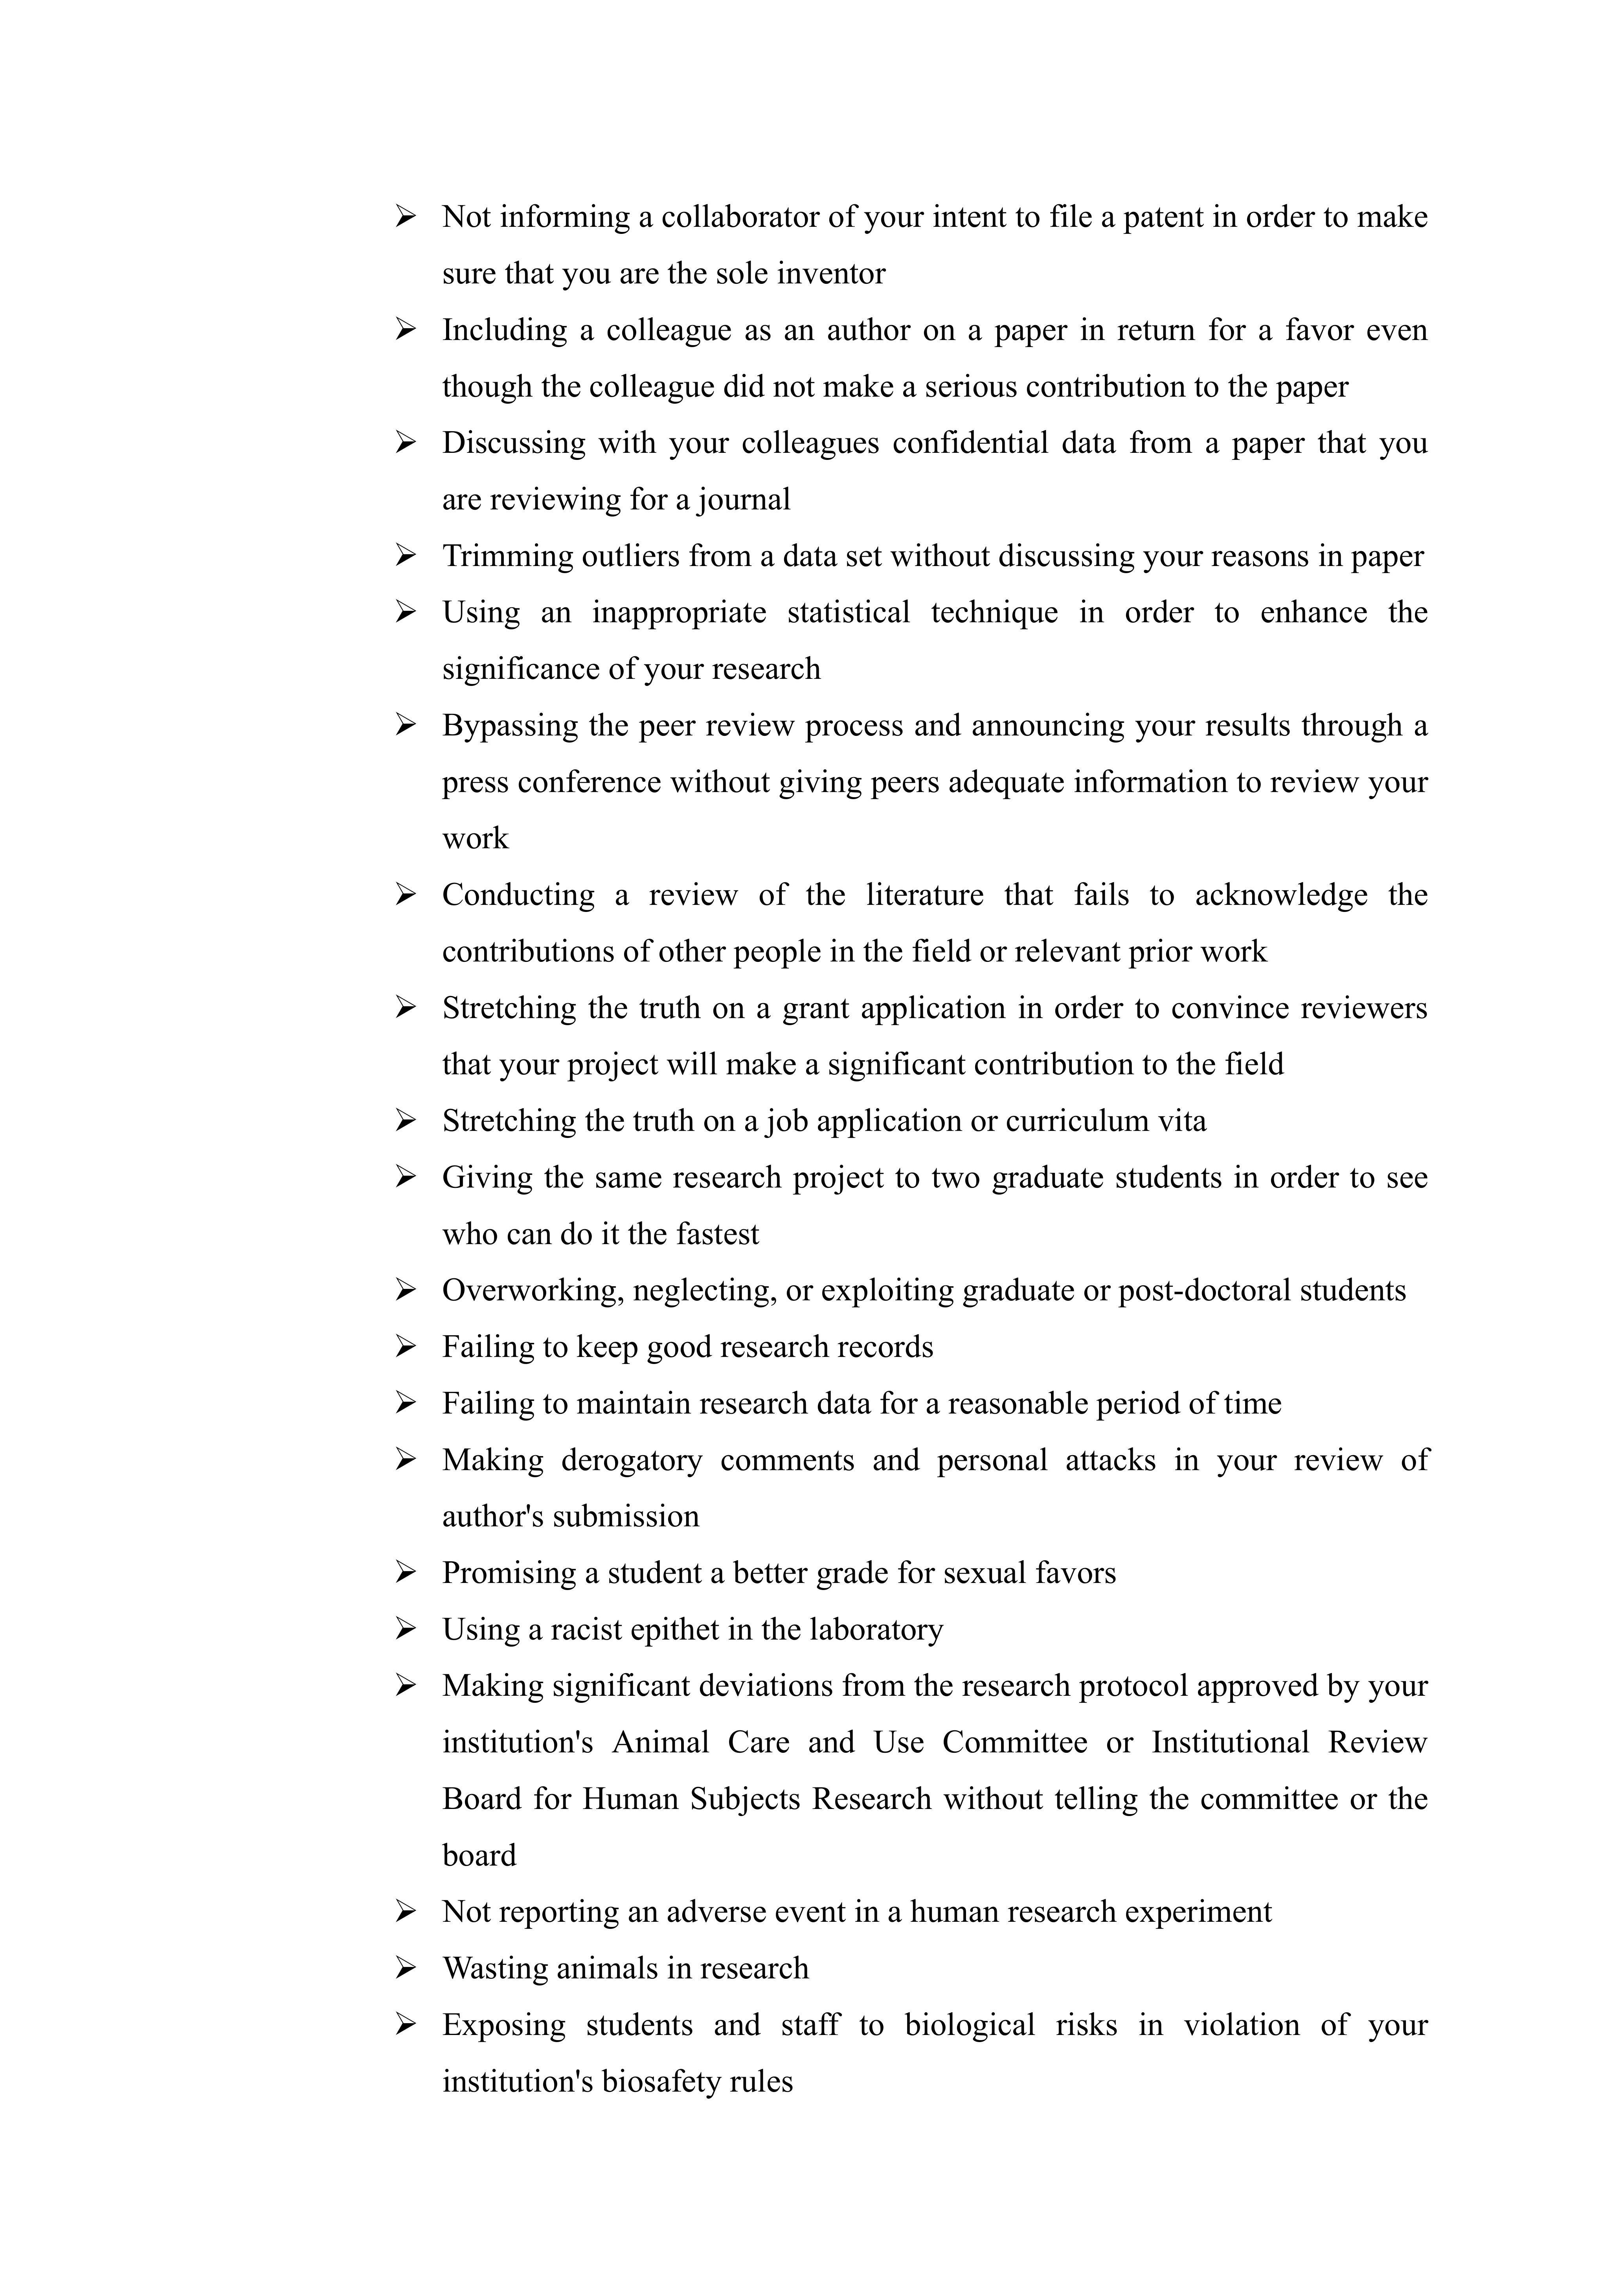 ➢ Not informing a collaborator of your intent to file a patent in order to make
sure that you are the sole inventor
➢ Including a colleague as an author on a paper in return for a favor even
though the colleague did not make a serious contribution to the paper
➢ Discussing with your colleagues confidential data from a paper that you
are reviewing for a journal
➢ Trimming outliers from a data set without discussing your reasons in paper
➢ Using an inappropriate statistical technique in order to enhance the
significance of your research
➢ Bypassing the peer review process and announcing your results through a
press conference without giving peers adequate information to review your
work
➢ Conducting a review of the literature that fails to acknowledge the
contributions of other people in the field or relevant prior work
➢ Stretching the truth on a grant application in order to convince reviewers
that your project will make a significant contribution to the field
➢ Stretching the truth on a job application or curriculum vita
➢ Giving the same research project to two graduate students in order to see
who can do it the fastest
➢ Overworking, neglecting, or exploiting graduate or post-doctoral students
➢ Failing to keep good research records
➢ Failing to maintain research data for a reasonable period of time
➢ Making derogatory comments and personal attacks in your review of
author's submission
➢ Promising a student a better grade for sexual favors
➢ Using a racist epithet in the laboratory
➢ Making significant deviations from the research protocol approved by your
institution's Animal Care and Use Committee or Institutional Review
Board for Human Subjects Research without telling the committee or the
board
➢ Not reporting an adverse event in a human research experiment
➢ Wasting animals in research
➢ Exposing students and staff to biological risks in violation of your
institution's biosafety rules